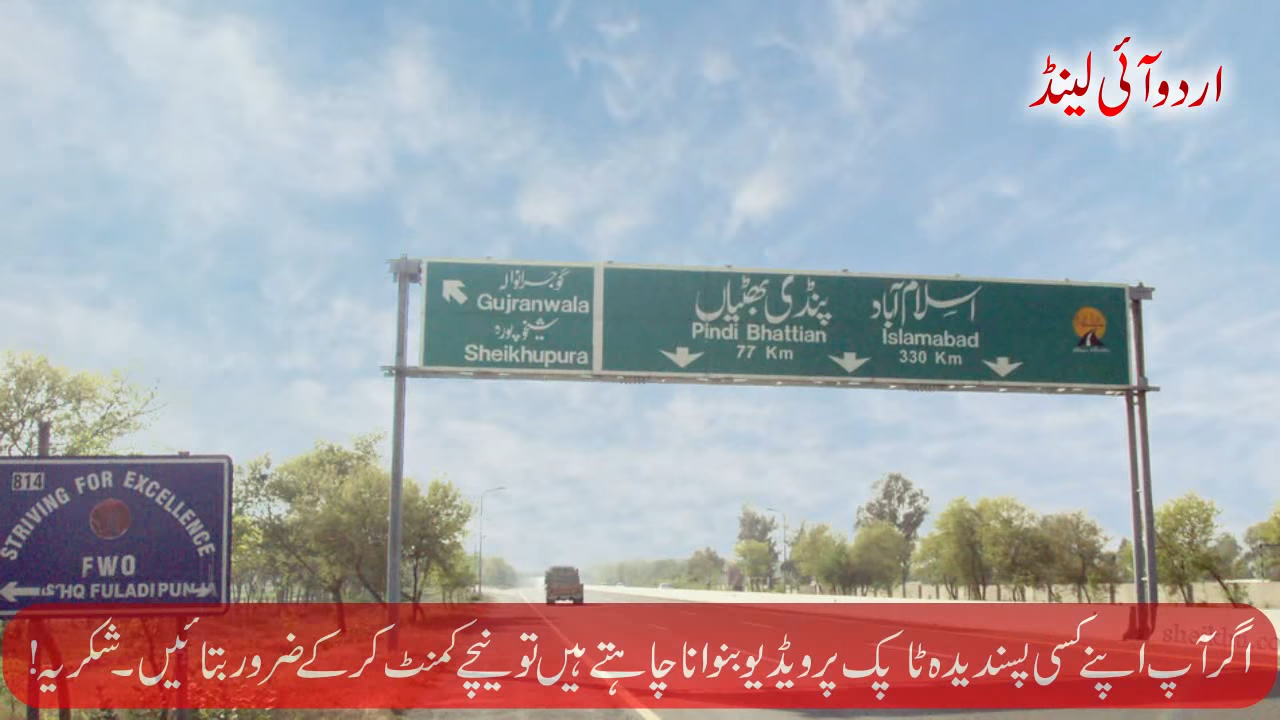 اردو آئی لینڈ
گوجرانوالہ
Gujranwala
شیخوپورہ
Sheikhupura
پنڈی بھٹیاں
Pindi Bhattian
77 Km
اسلام آباد
Islamabad
330 Km
814
STRIVING FOR EXCELLENCE
FWO
HQ FULADI PUNJA
اگر آپ اپنے کسی پسندیدہ ٹاپک پر ویڈیو بنوانا چاہتے ہیں تو نیچے کمنٹ کر کے ضرور بتائیں۔ شکریہ!